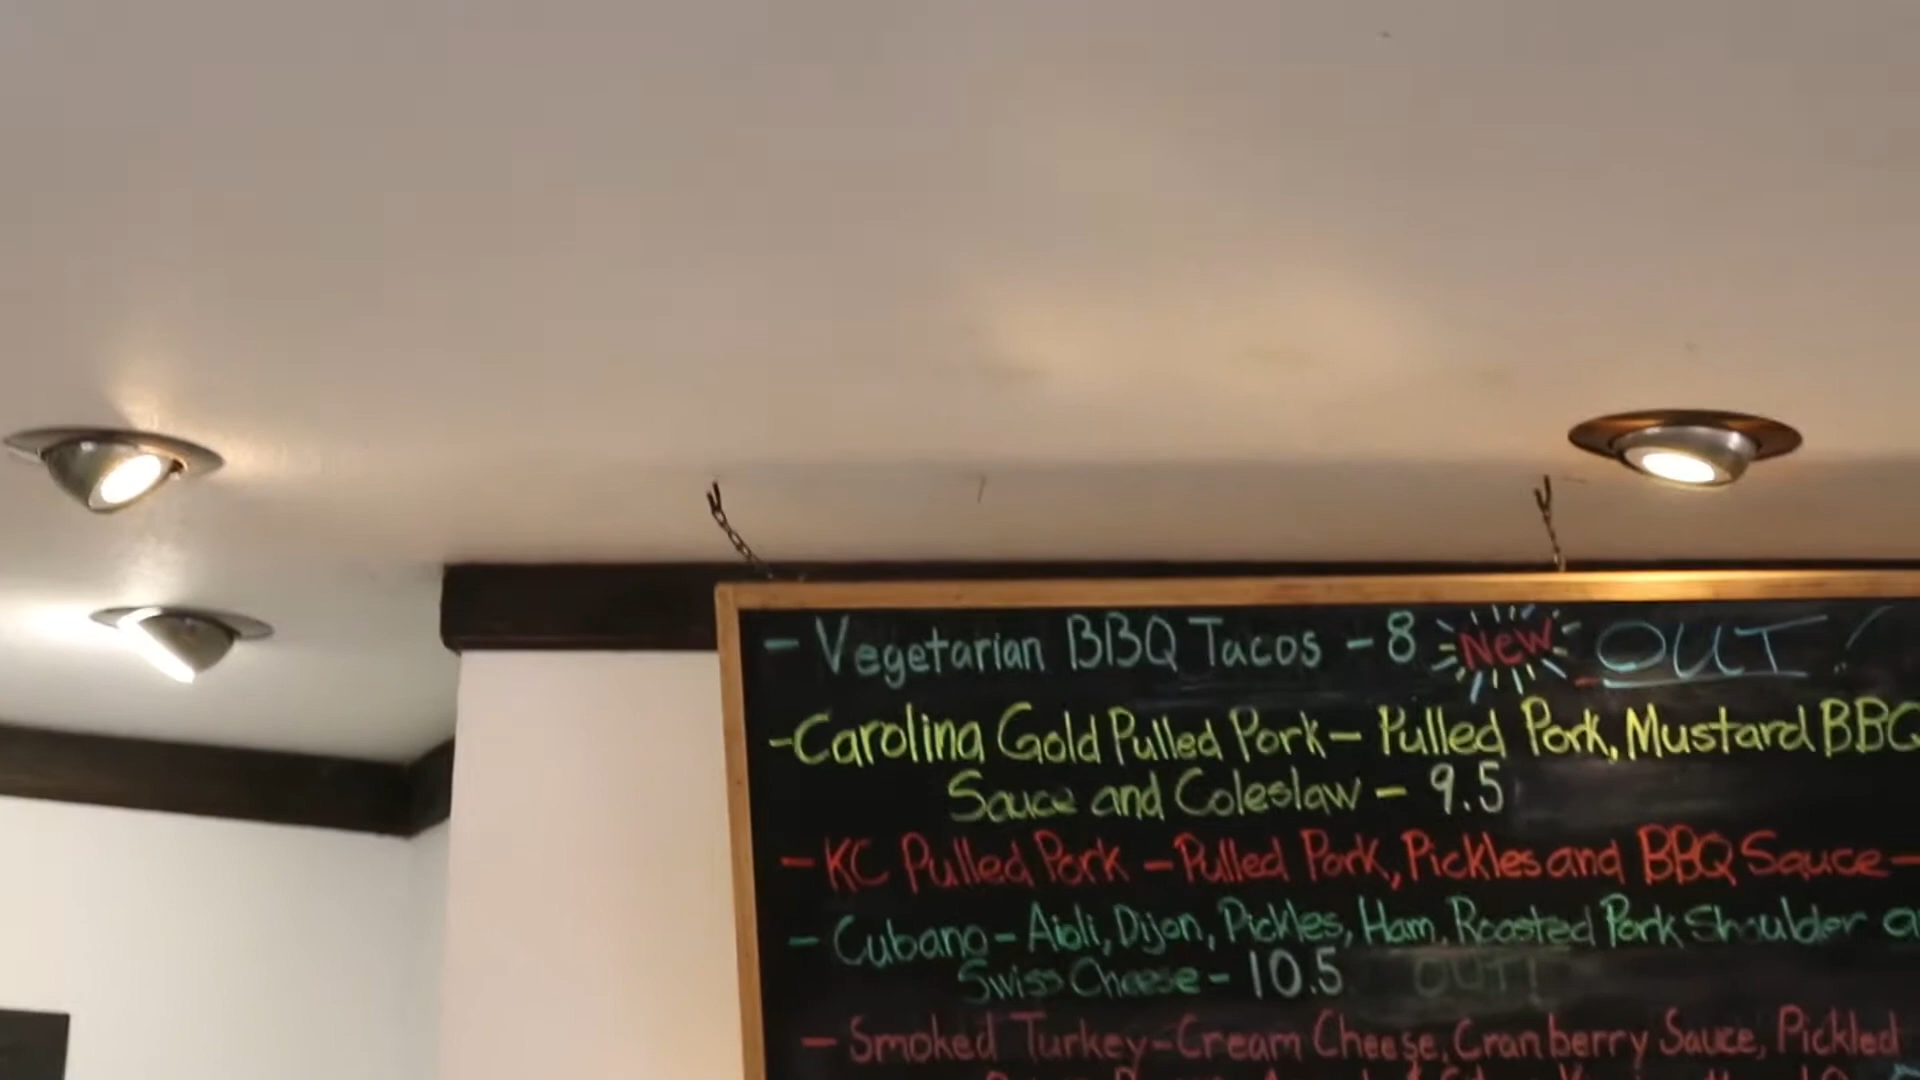 - Vegetarian BBQ Tacos - 8 New OUT!
- Carolina Gold Pulled Pork - Pulled Pork, Mustard BBQ
Sauce and Coleslaw - 9.5
- KC Pulled Pork - Pulled Pork, Pickles and BBQ Sauce -
- Cubano - Aioli, Dijon, Pickles, Ham, Roasted Pork Shoulder a
Swiss Cheese - 10.5 OUT!
- Smoked Turkey - Cream Cheese, Cranberry Sauce, Pickled